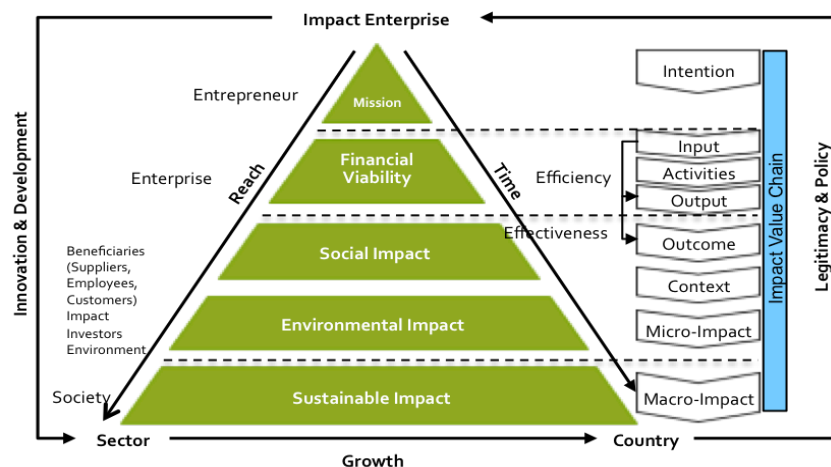 Impact Enterprise
Innovation & Development
Entrepreneur
Mission
Intention
Reach
Time
Enterprise
Financial
Viability
Efficiency
Input
Activities
Output
Effectiveness
Beneficiaries
(Suppliers,
Employees,
Customers)
Impact
Investors
Environment
Social Impact
Outcome
Context
Environmental Impact
Micro-Impact
Society
Sustainable Impact
Macro-Impact
Impact Value Chain
Legitimacy & Policy
Sector
Growth
Country